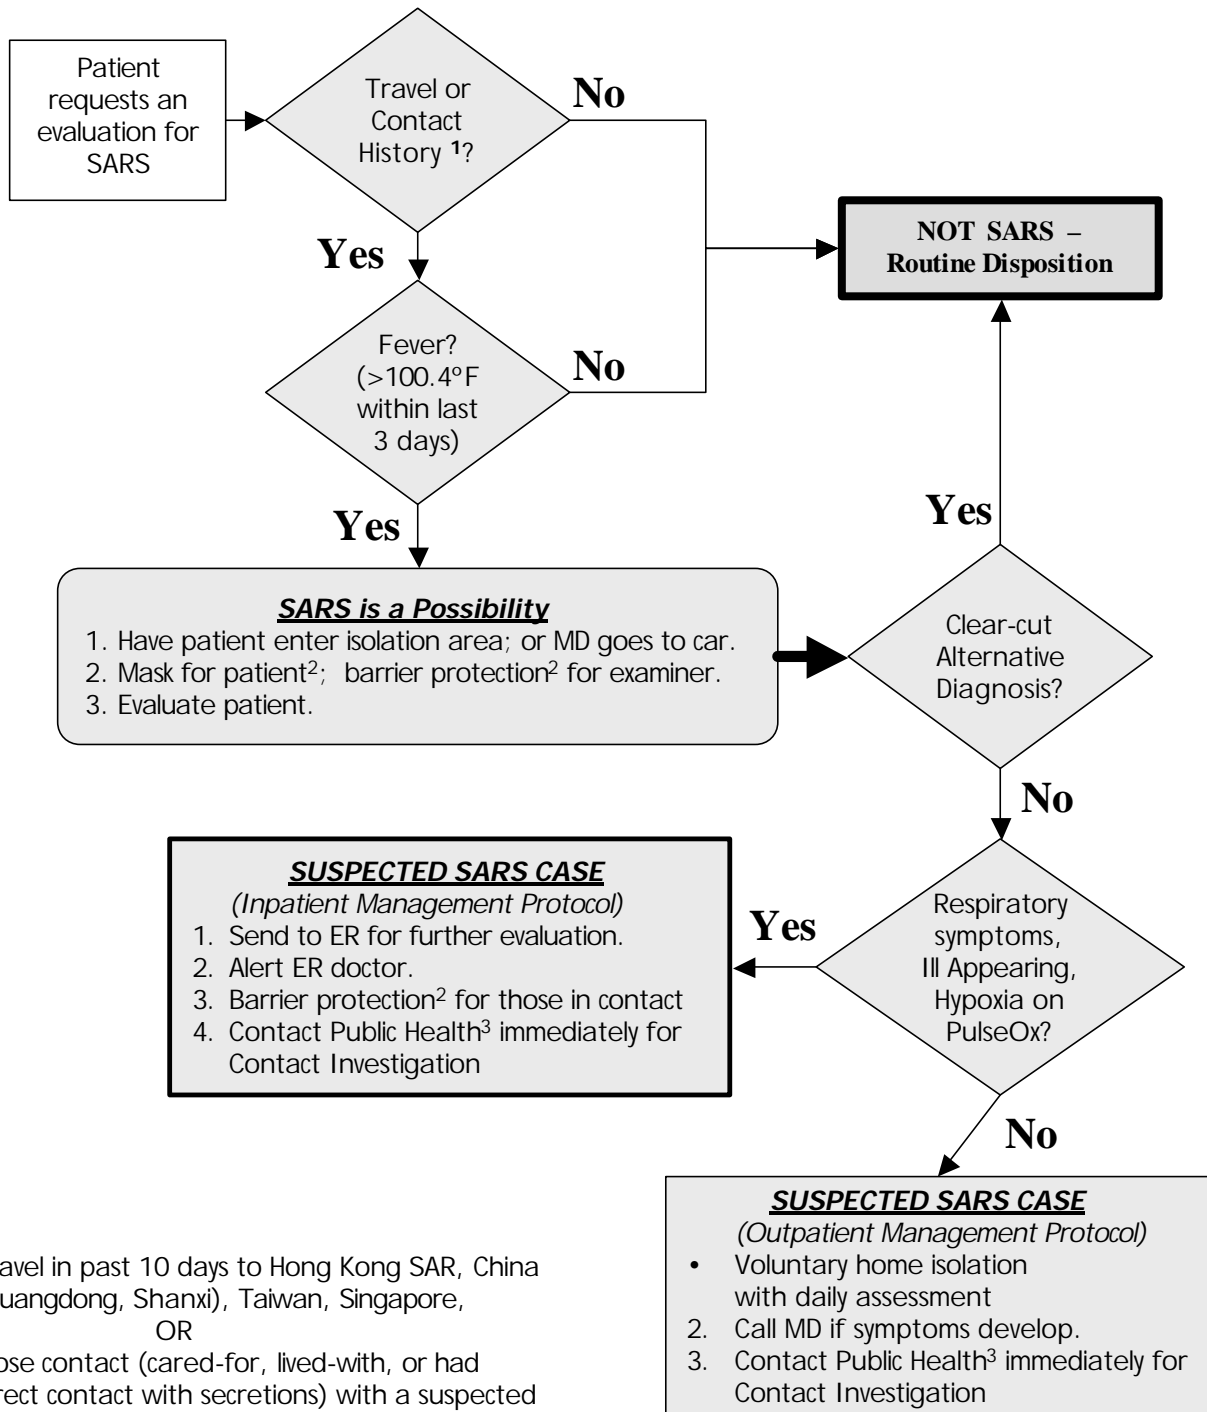 Patient
requests an
evaluation for
SARS
Travel or
Contact
History ¹?
No
Yes
NOT SARS –
Routine Disposition
Fever?
(>100.4ºF
within last
3 days)
No
Yes
Yes
SARS is a Possibility
1. Have patient enter isolation area; or MD goes to car.
2. Mask for patient²; barrier protection² for examiner.
3. Evaluate patient.
Clear-cut
Alternative
Diagnosis?
No
SUSPECTED SARS CASE
(Inpatient Management Protocol)
1. Send to ER for further evaluation.
2. Alert ER doctor.
3. Barrier protection² for those in contact
4. Contact Public Health³ immediately for
Contact Investigation
Yes
Respiratory
symptoms,
Ill Appearing,
Hypoxia on
PulseOx?
No
SUSPECTED SARS CASE
(Outpatient Management Protocol)
• Voluntary home isolation
with daily assessment
2. Call MD if symptoms develop.
3. Contact Public Health³ immediately for
Contact Investigation
avel in past 10 days to Hong Kong SAR, China
uangdong, Shanxi), Taiwan, Singapore,
OR
ose contact (cared-for, lived-with, or had
rect contact with secretions) with a suspected